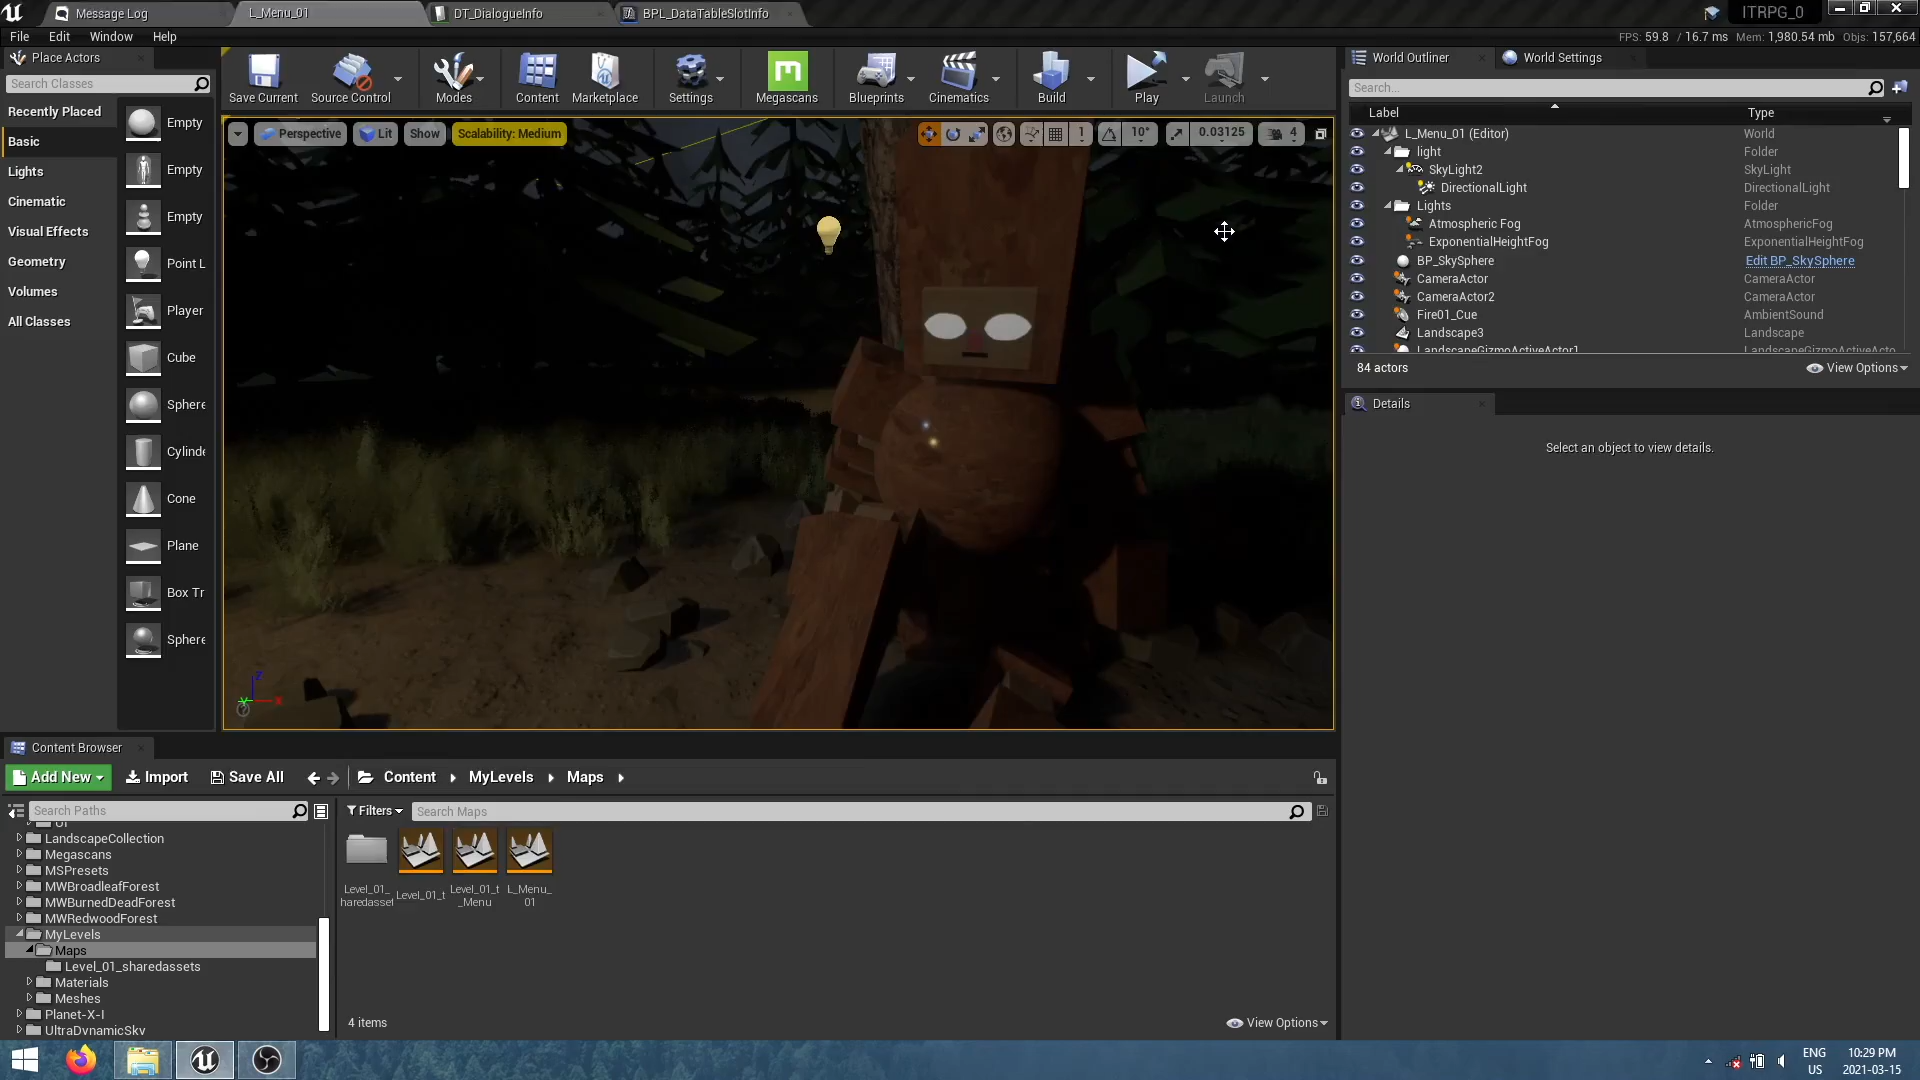 Message Log
L_Menu_01
DT_DialogueInfo
BPL_DataTableSlotInfo
ITRPG_0
File Edit Window Help
FPS: 59.8 / 16.7 ms Mem: 1,980.54 mb Objs: 157,664
Place Actors
Search Classes
Recently Placed
Basic
Lights
Cinematic
Visual Effects
Geometry
Volumes
All Classes
Empty
Empty
Empty
Point L
Player
Cube
Sphere
Cylinde
Cone
Plane
Box Tr
Sphere
Save Current
Source Control
Modes
Content
Marketplace
Settings
Megascans
Blueprints
Cinematics
Build
Play
Launch
Perspective
Lit
Show
Scalability: Medium
1
10°
0.03125
4
Z
Y
X
World Outliner
World Settings
Search...
Label Type
L_Menu_01 (Editor) World
light Folder
SkyLight2 SkyLight
DirectionalLight DirectionalLight
Lights Folder
Atmospheric Fog AtmosphericFog
ExponentialHeightFog ExponentialHeightFog
BP_SkySphere Edit BP_SkySphere
CameraActor CameraActor
CameraActor2 CameraActor
Fire01_Cue AmbientSound
Landscape3 Landscape
LandscapeGizmoActiveActor1 LandscapeGizmoActiveActo
84 actors
View Options
Details
Select an object to view details.
Content Browser
Add New
Import
Save All
Content
MyLevels
Maps
Search Paths
Filters
Search Maps
UI
LandscapeCollection
Megascans
MSPresets
MWBroadleafForest
MWBurnedDeadForest
MWRedwoodForest
MyLevels
Maps
Level_01_sharedassets
Materials
Meshes
Planet-X-I
UltraDynamicSky
Level_01_
haredasset
Level_01_t
Level_01_t
_Menu
L_Menu_
01
4 items
View Options
ENG
US
10:29 PM
2021-03-15